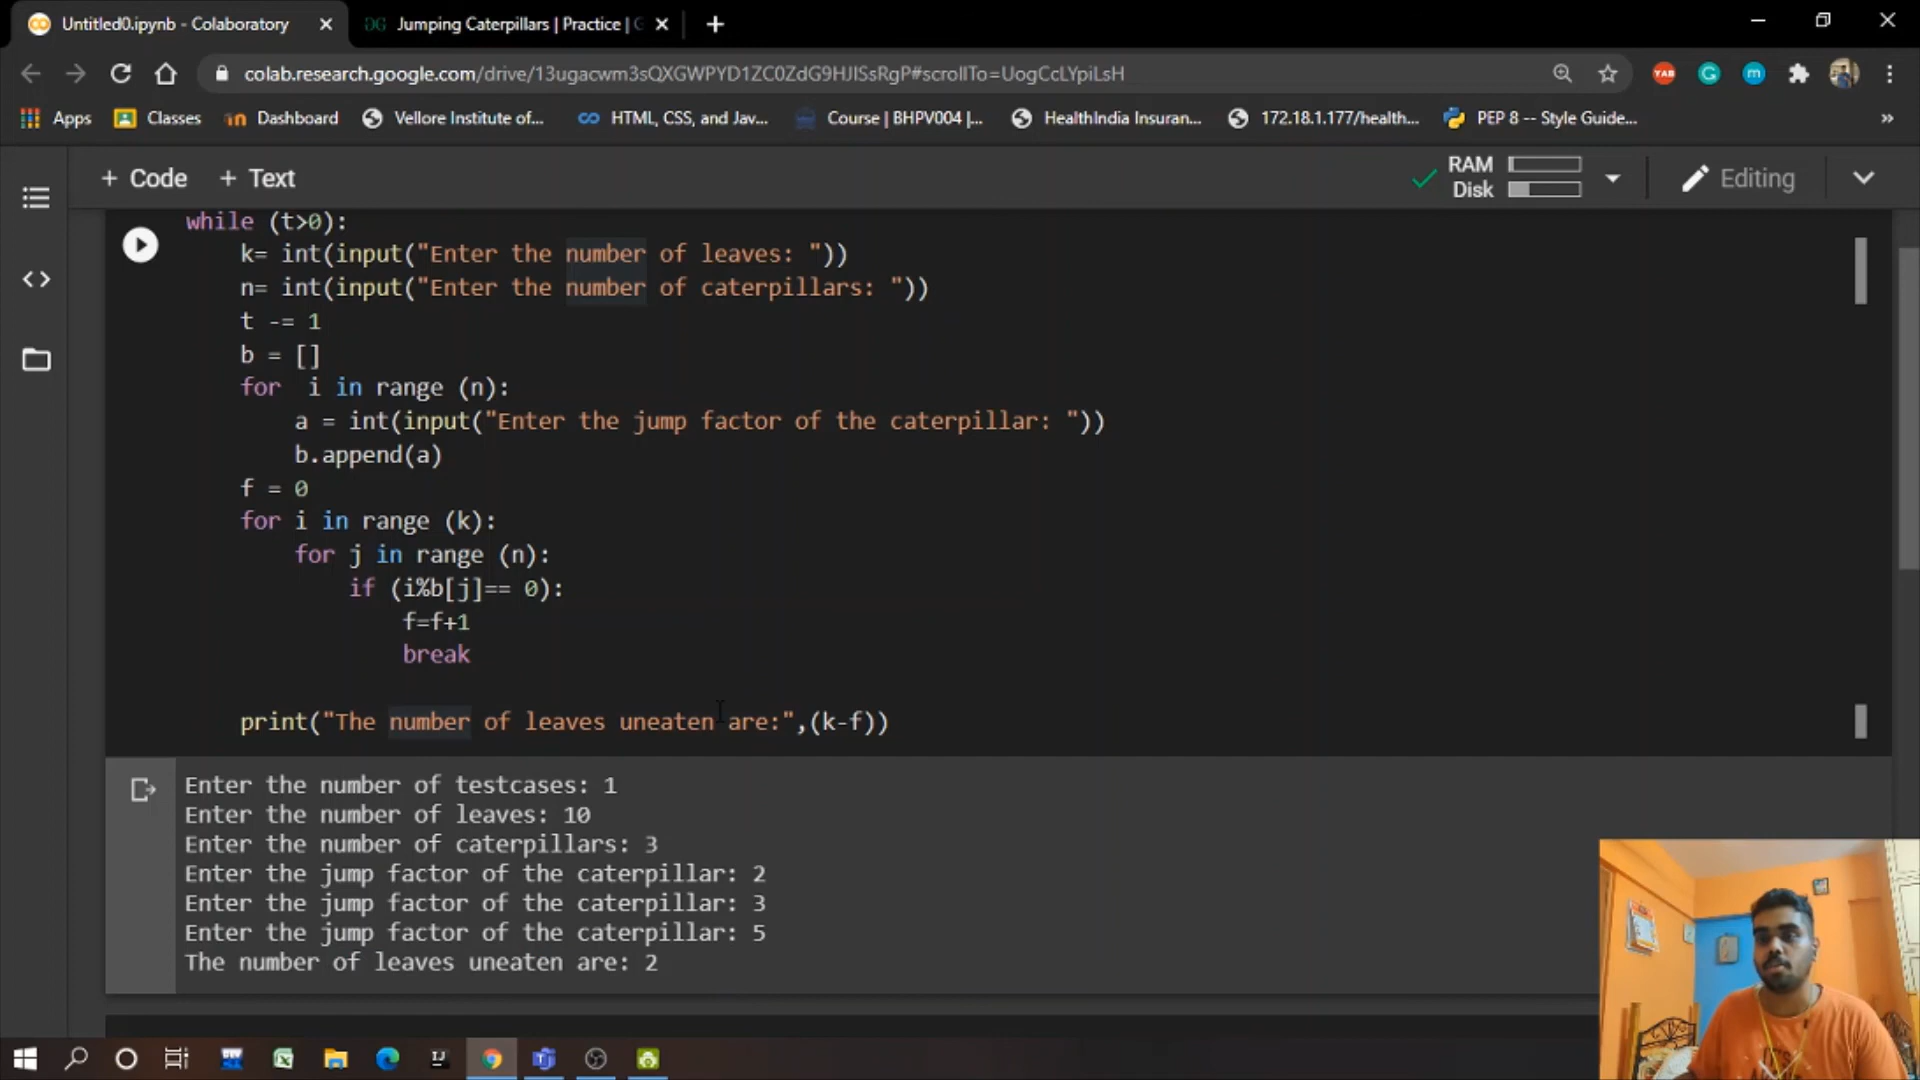 Untitled0.ipynb - Colaboratory
Jumping Caterpillars | Practice |
colab.research.google.com/drive/13ugacwm3sQXGWPYD1ZC0ZdG9HJISsRgP#scrollTo=UogCcLYpiLsH
Apps Classes Dashboard Vellore Institute of... HTML, CSS, and Jav... Course | BHPV004 |... HealthIndia Insuran... 172.18.1.177/health... PEP 8 -- Style Guide... »
+ Code + Text
RAM
Disk
Editing
while (t>0):
k= int(input("Enter the number of leaves: "))
n= int(input("Enter the number of caterpillars: "))
t -= 1
b = []
for i in range (n):
a = int(input("Enter the jump factor of the caterpillar: "))
b.append(a)
f = 0
for i in range (k):
for j in range (n):
if (i%b[j]== 0):
f=f+1
break
print("The number of leaves uneaten are:",(k-f))
Enter the number of testcases: 1
Enter the number of leaves: 10
Enter the number of caterpillars: 3
Enter the jump factor of the caterpillar: 2
Enter the jump factor of the caterpillar: 3
Enter the jump factor of the caterpillar: 5
The number of leaves uneaten are: 2